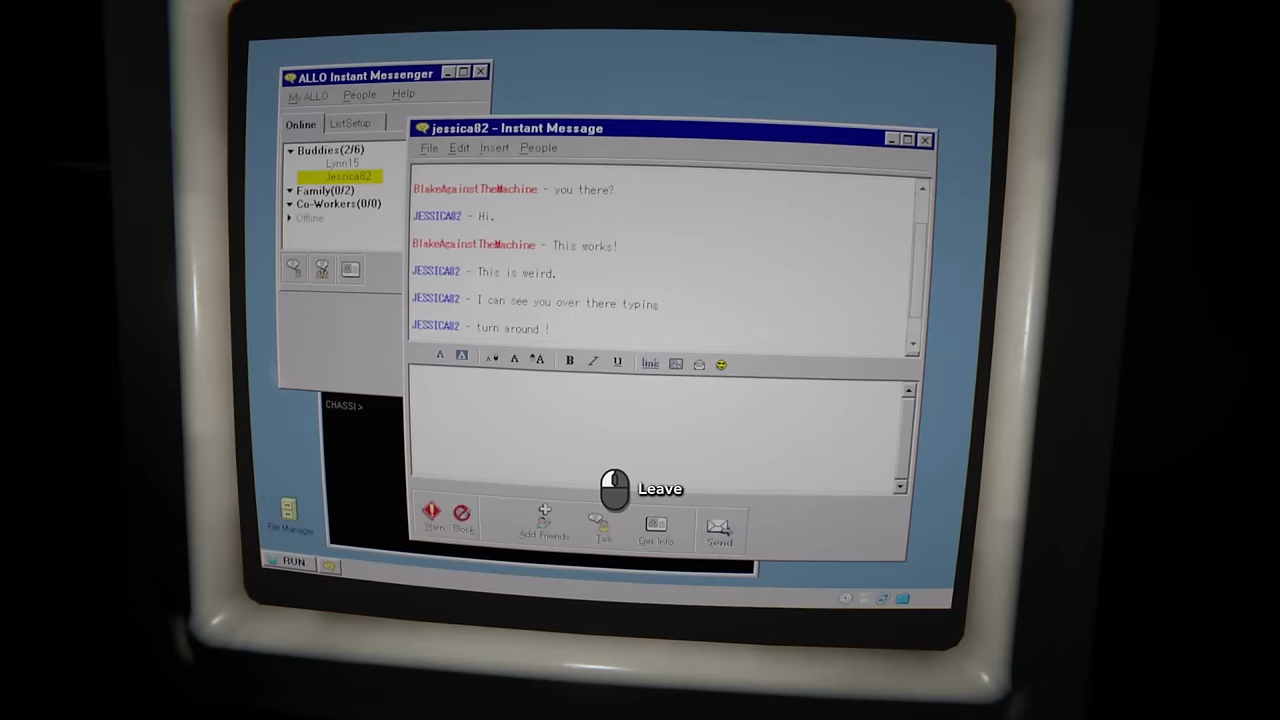 ALLO Instant Messenger
My ALLO People Help
Online ListSetup
Buddies(2/6)
Lynn15
Jessica82
Family(0/2)
Co-Workers(0/0)
Offline
jessica82 - Instant Message
File Edit Insert People
BlakeAgainstTheMachine - you there?
JESSICA82 - Hi.
BlakeAgainstTheMachine - This works!
JESSICA82 - This is weird.
JESSICA82 - I can see you over there typing
JESSICA82 - turn around !
A A A A A B I U link
CHASSI>
Leave
Warn Block Add Friends Talk Get Info Send
File Manager
RUN